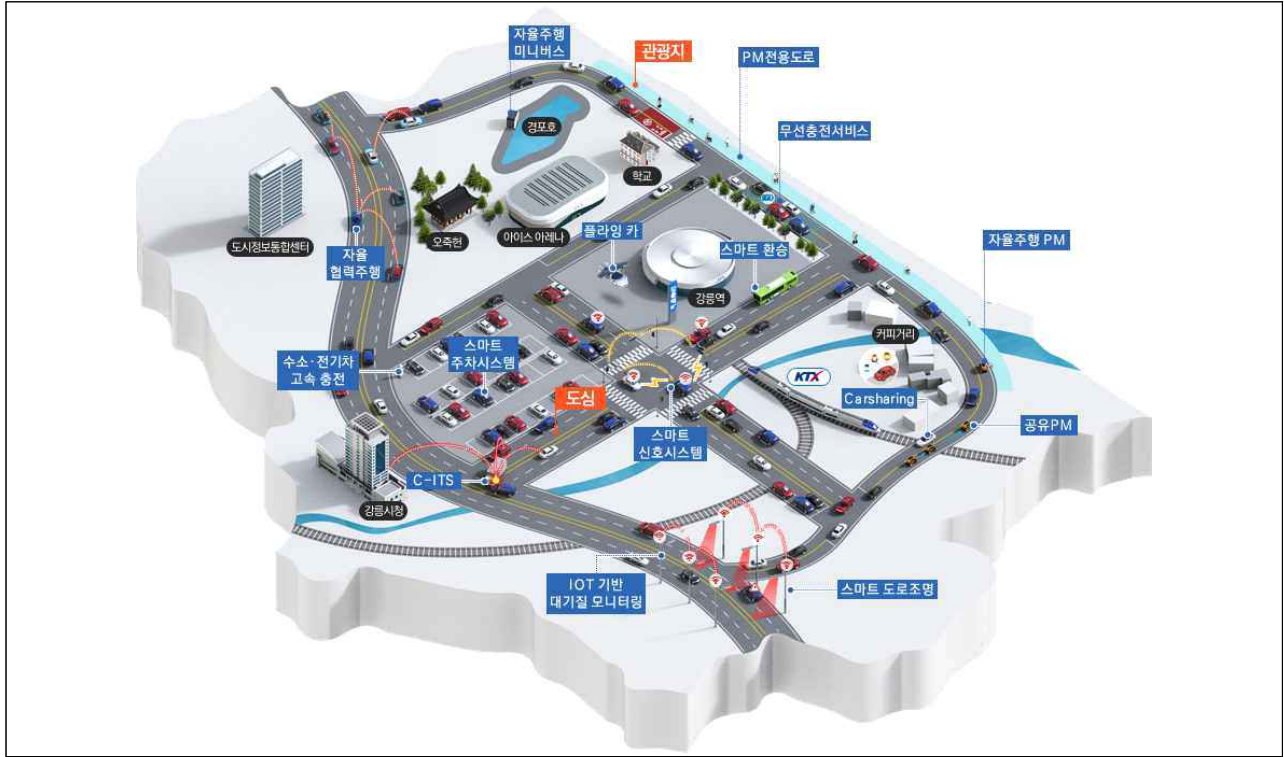 자율주행
미니버스
관광지
PM전용도로
무선충전서비스
경포호
학교
도시정보통합센터
오죽헌
아이스 아레나
자율
협력주행
플라잉 카
스마트 환승
자율주행 PM
강릉역
커피거리
수소·전기차
고속 충전
스마트
주차시스템
KTX
Carsharing
도심
스마트
신호시스템
공유PM
C-ITS
강릉시청
IOT 기반
대기질 모니터링
스마트 도로조명